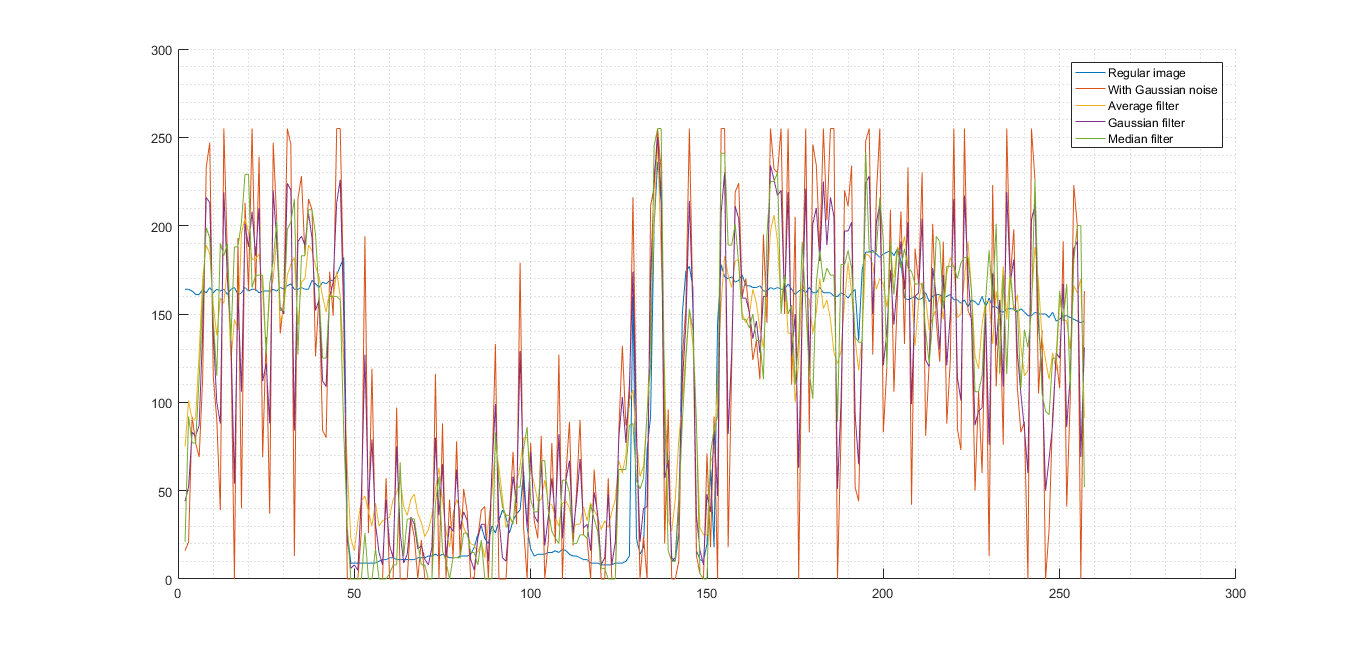 300
250
200
150
100
50
0
0 50 100 150 200 250 300
Regular image
With Gaussian noise
Average filter
Gaussian filter
Median filter